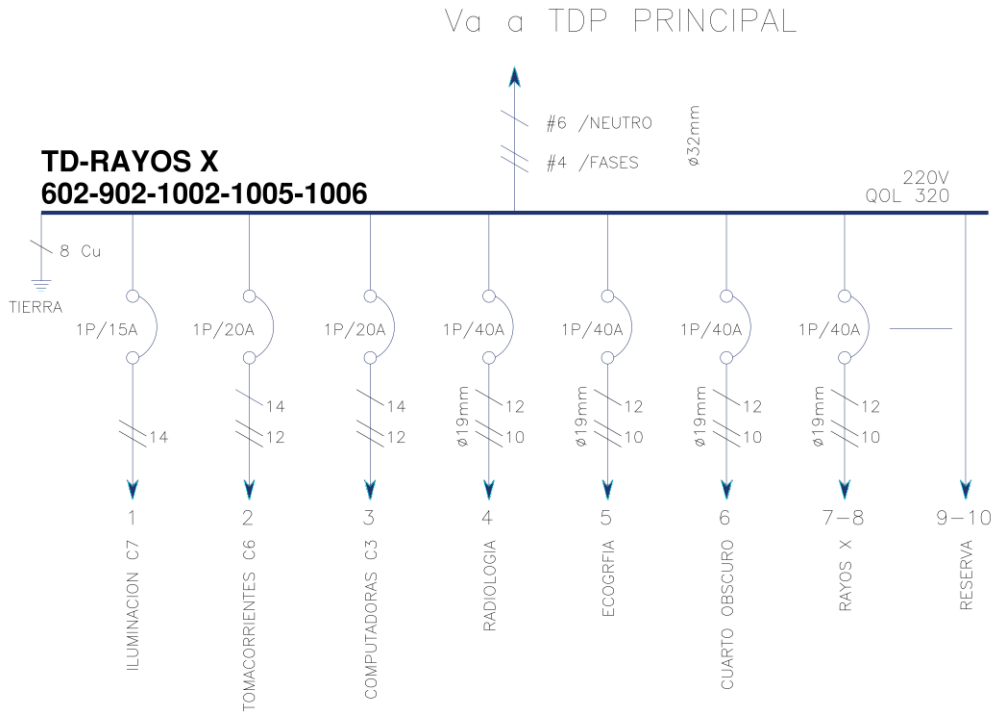 Va a TDP PRINCIPAL
#6 /NEUTRO
#4 /FASES
ø32mm
TD-RAYOS X
602-902-1002-1005-1006
220V
QOL 320
8 Cu
TIERRA
1P/15A
1P/20A
1P/20A
1P/40A
1P/40A
1P/40A
1P/40A
14
14
12
14
12
ø19mm
12
10
ø19mm
12
10
ø19mm
12
10
ø19mm
12
10
1
2
3
4
5
6
7-8
9-10
ILUMINACION C7
TOMACORRIENTES C6
COMPUTADORAS C3
RADIOLOGIA
ECOGRFIA
CUARTO OBSCURO
RAYOS X
RESERVA